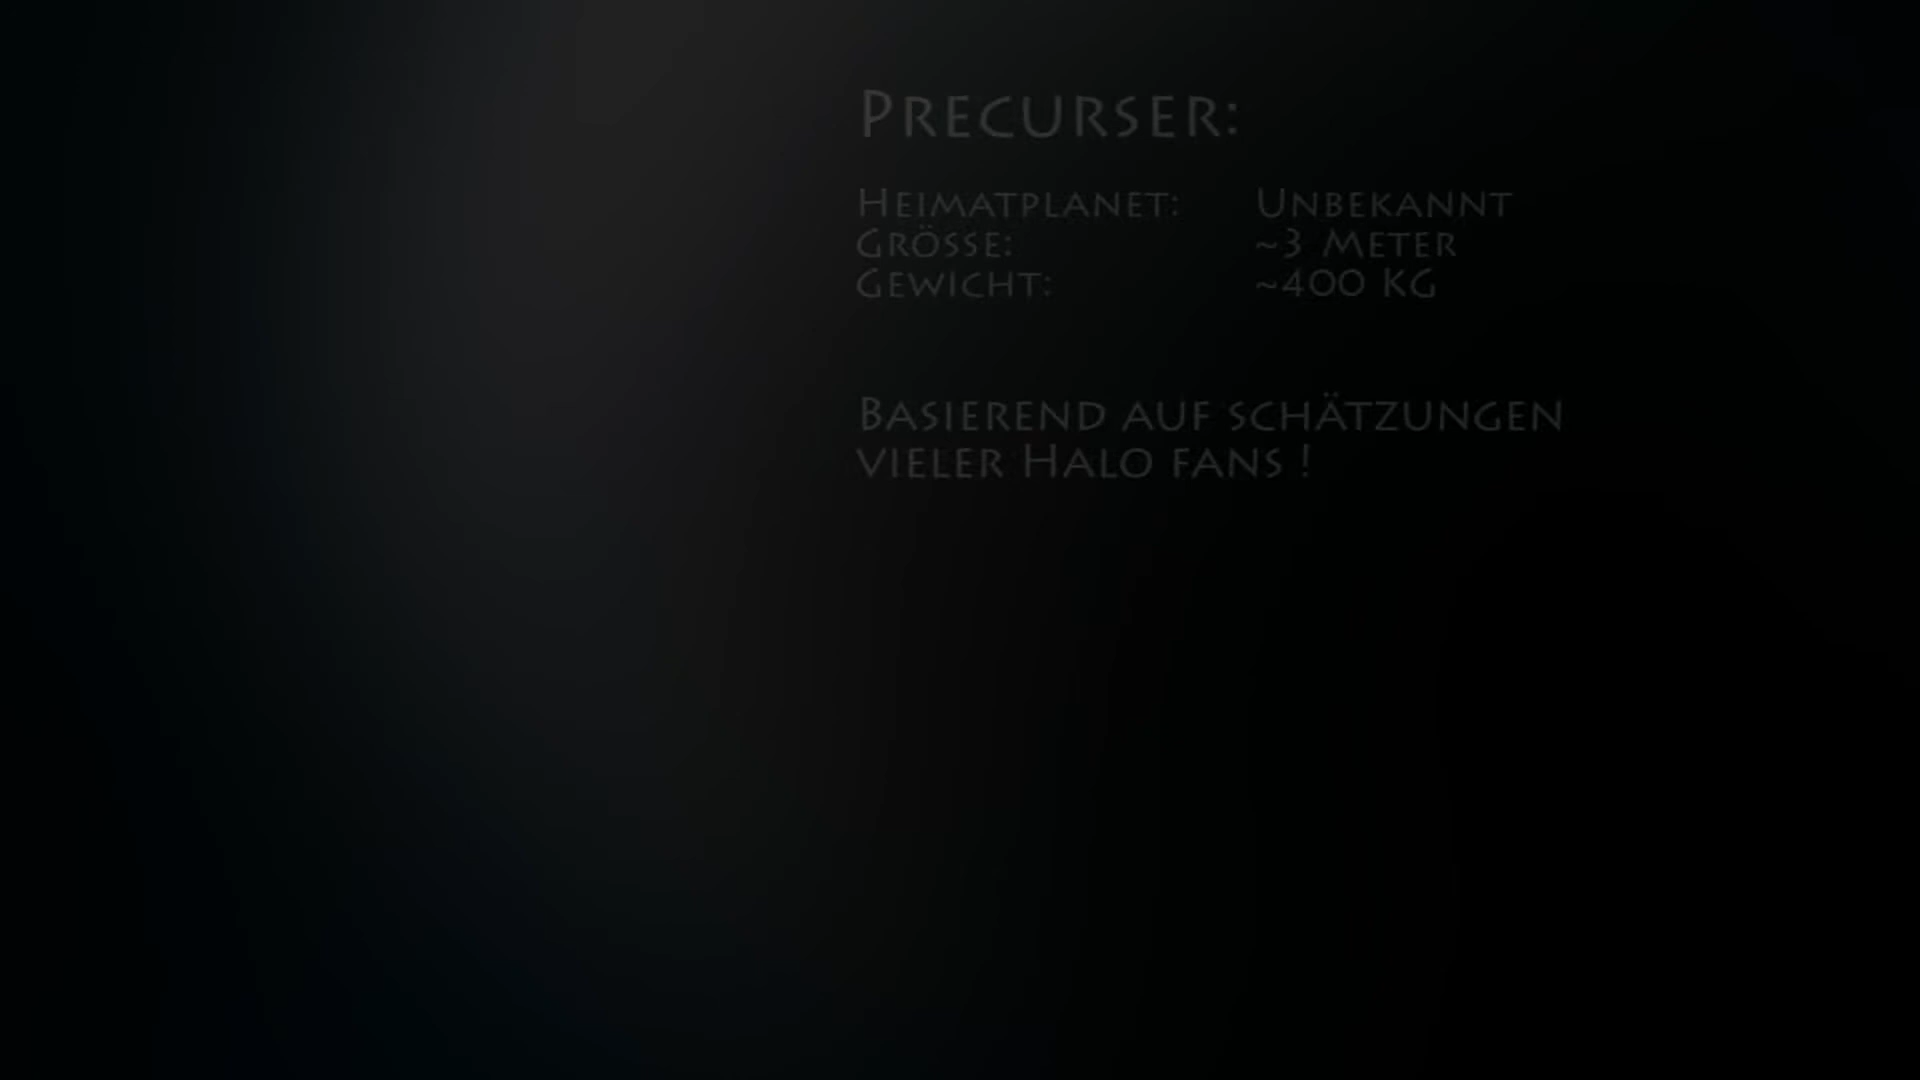 Precurser:
Heimatplanet: Unbekannt
Grösse: ~3 Meter
Gewicht: ~400 KG
Basierend auf schätzungen
vieler Halo fans !